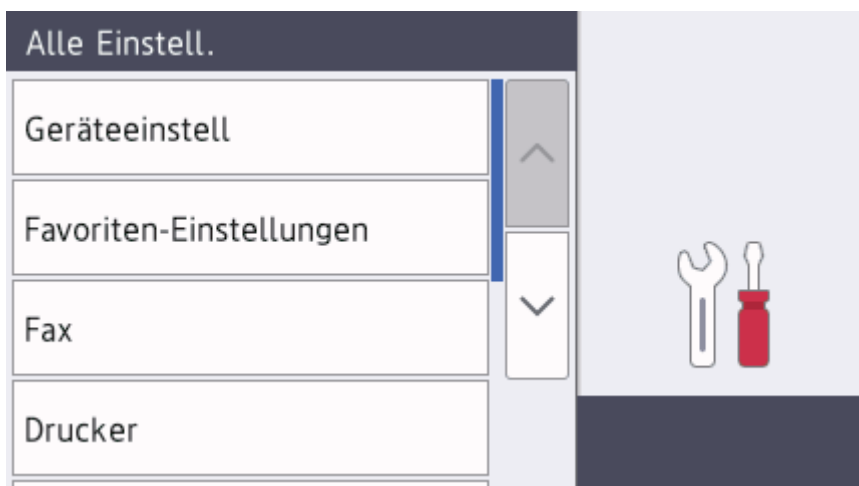 Alle Einstell.
Geräteeinstell
Favoriten-Einstellungen
Fax
Drucker